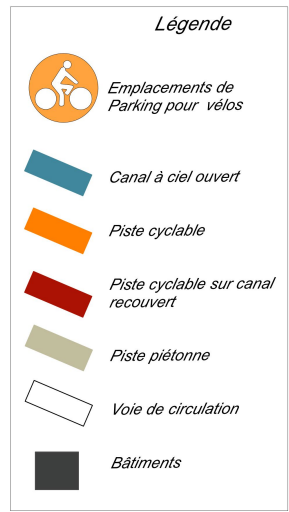 Légende
Emplacements de
Parking pour vélos
Canal à ciel ouvert
Piste cyclable
Piste cyclable sur canal
recouvert
Piste piétonne
Voie de circulation
Bâtiments